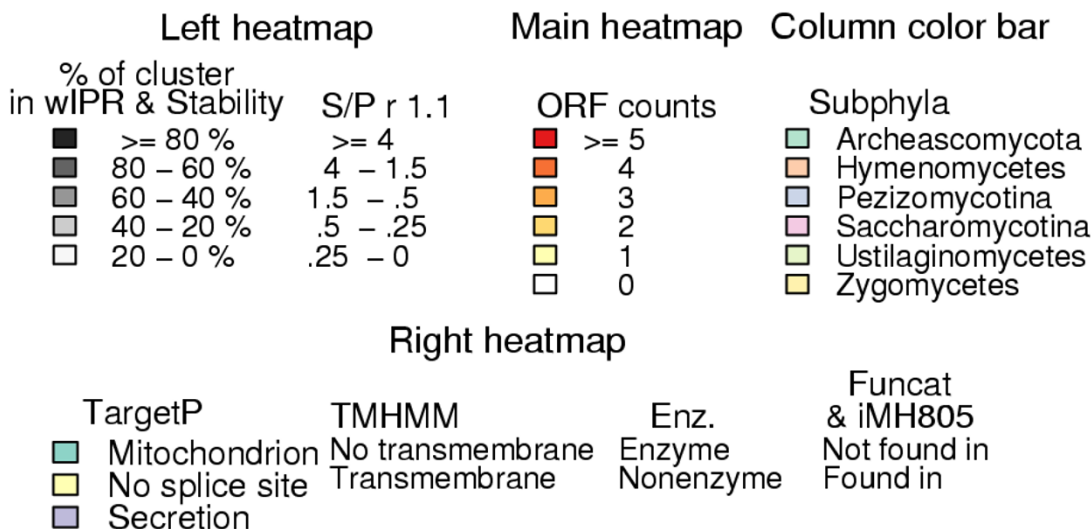 Left heatmap Main heatmap Column color bar
% of cluster
in wIPR & Stability S/P r 1.1 ORF counts Subphyla
>= 80 % >= 4 >= 5 Archeascomycota
80 – 60 % 4 – 1.5 4 Hymenomycetes
60 – 40 % 1.5 – .5 3 Pezizomycotina
40 – 20 % .5 – .25 2 Saccharomycotina
20 – 0 % .25 – 0 1 Ustilaginomycetes
0 Zygomycetes
Right heatmap
Funcat
TargetP TMHMM Enz. & iMH805
Mitochondrion No transmembrane Enzyme Not found in
No splice site Transmembrane Nonenzyme Found in
Secretion